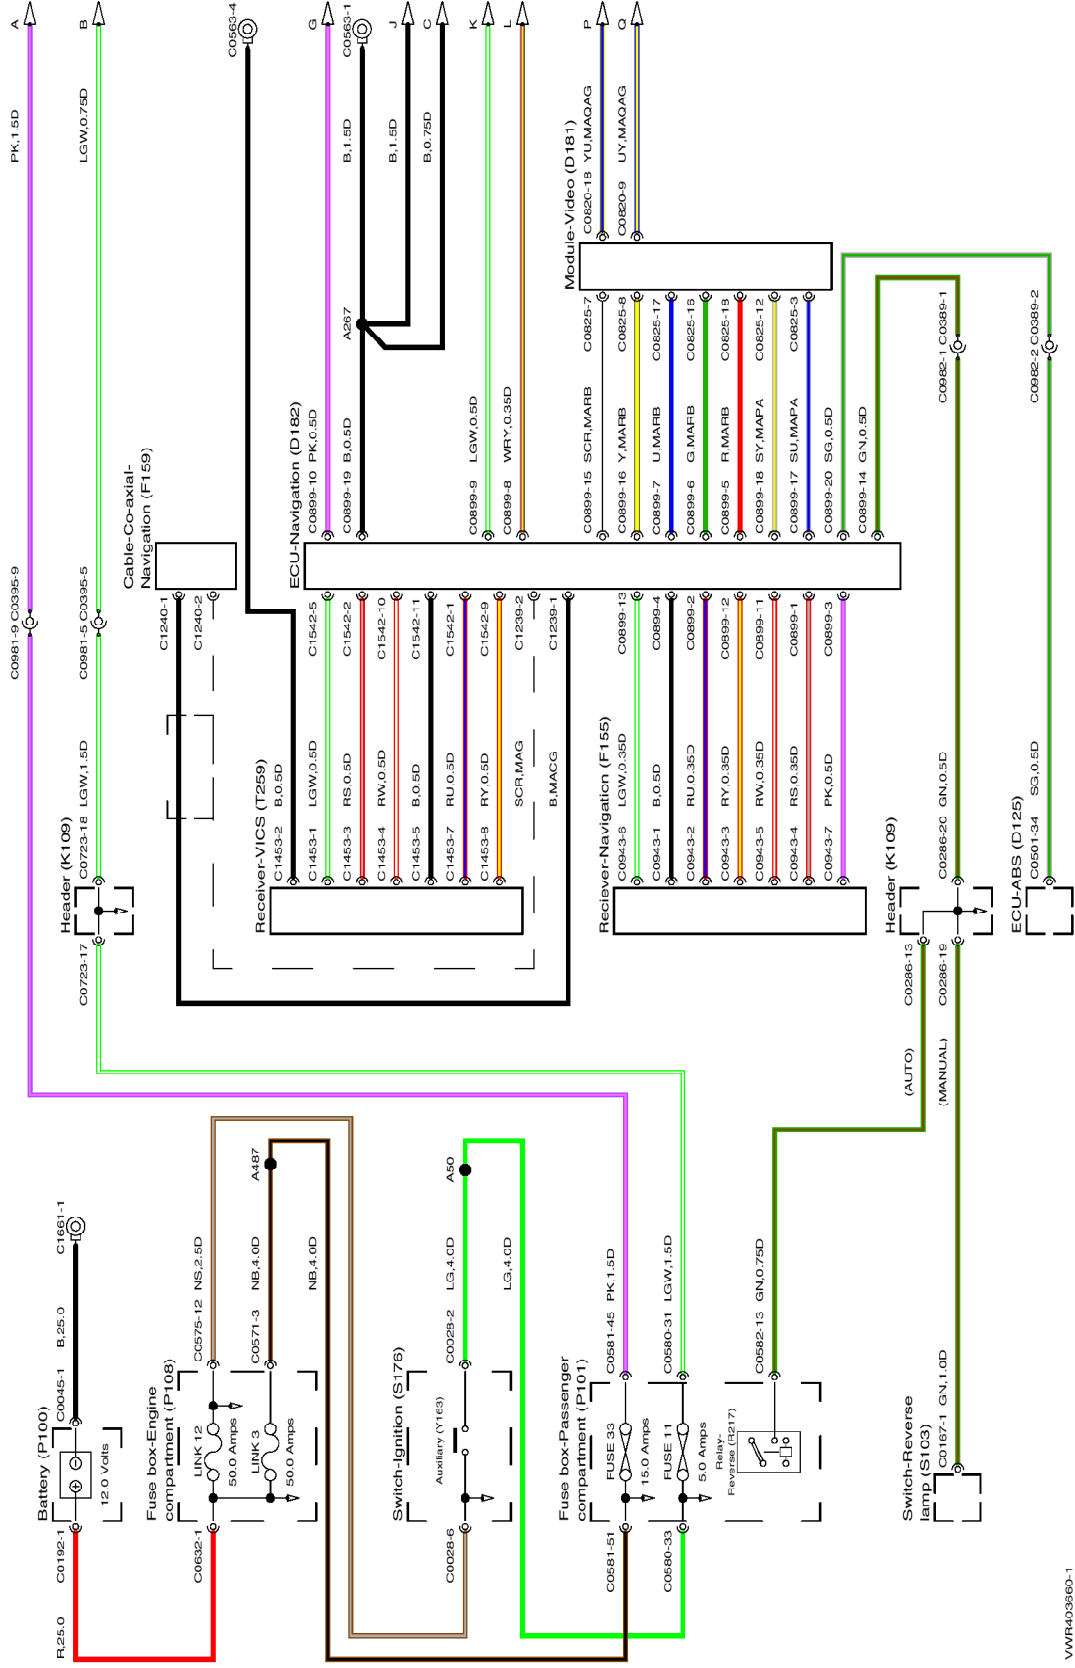 A
B
C0563-4
G
C0563-1
J
C
K
L
P
Q
PK,1.5D
LGW,0.75D
B,1.5D
B,1.5D
B,0.75D
C0820-18 YU,MAQAG
C0820-9 UY,MAQAG
Module-Video (D181)
A267
C0825-7
C0825-8
C0825-17
C0825-16
C0825-18
C0825-12
C0825-3
C0982-1 C0389-1
C0982-2 C0389-2
Cable-Co-axial-
Navigation (F159)
ECU-Navigation (D182)
C0899-10 PK,0.5D
C0899-19 B,0.5D
C0899-9 LGW,0.5D
C0899-8 WRY,0.35D
C0899-15 SCR,MARB
C0899-16 Y,MARB
C0899-7 U,MARB
C0899-6 G,MARB
C0899-5 R,MARB
C0899-18 SY,MAPA
C0899-17 SU,MAPA
C0899-20 SG,0.5D
C0899-14 GN,0.5D
C0981-9 C0395-9
C0981-5 C0395-5
C1240-1
C1240-2
C1542-5
C1542-2
C1542-10
C1542-11
C1542-1
C1542-9
C1239-2
C1239-1
C0899-13
C0899-4
C0899-2
C0899-12
C0899-11
C0899-1
C0899-3
Header (K109)
C0723-18 LGW,1.5D
Receiver-VICS (T259)
C1453-2 B,0.5D
C1453-1 LGW,0.5D
C1453-3 RS,0.5D
C1453-4 RW,0.5D
C1453-5 B,0.5D
C1453-7 RU,0.5D
C1453-8 RY,0.5D
SCR,MAG
B,MACG
Reciever-Navigation (F155)
C0943-8 LGW,0.35D
C0943-1 B,0.5D
C0943-2 RU,0.35D
C0943-3 RY,0.35D
C0943-5 RW,0.35D
C0943-4 RS,0.35D
C0943-7 PK,0.5D
Header (K109)
C0286-20 GN,0.5D
ECU-ABS (D125)
C0501-34 SG,0.5D
C0723-17
C0286-13
C0286-19
(AUTO)
(MANUAL)
A487
A50
C1661-1
B,25.0
C0045-1
C0575-12 NS,2.5D
C0571-3 NB,4.0D
NB,4.0D
C0028-2 LG,4.0D
LG,4.0D
C0581-45 PK,1.5D
C0580-31 LGW,1.5D
C0582-13 GN,0.75D
C0167-1 GN,1.0D
Battery (P100)
12.0 Volts
Fuse box-Engine
compartment (P108)
LINK 12
50.0 Amps
LINK 3
50.0 Amps
Switch-Ignition (S175)
Auxiliary (Y163)
Fuse box-Passenger
compartment (P101)
FUSE 33
15.0 Amps
FUSE 11
5.0 Amps
Relay-
Reverse (R217)
Switch-Reverse
lamp (S103)
C0192-1
C0632-1
C0028-6
C0581-51
C0580-33
R,25.0
VWR403660-1